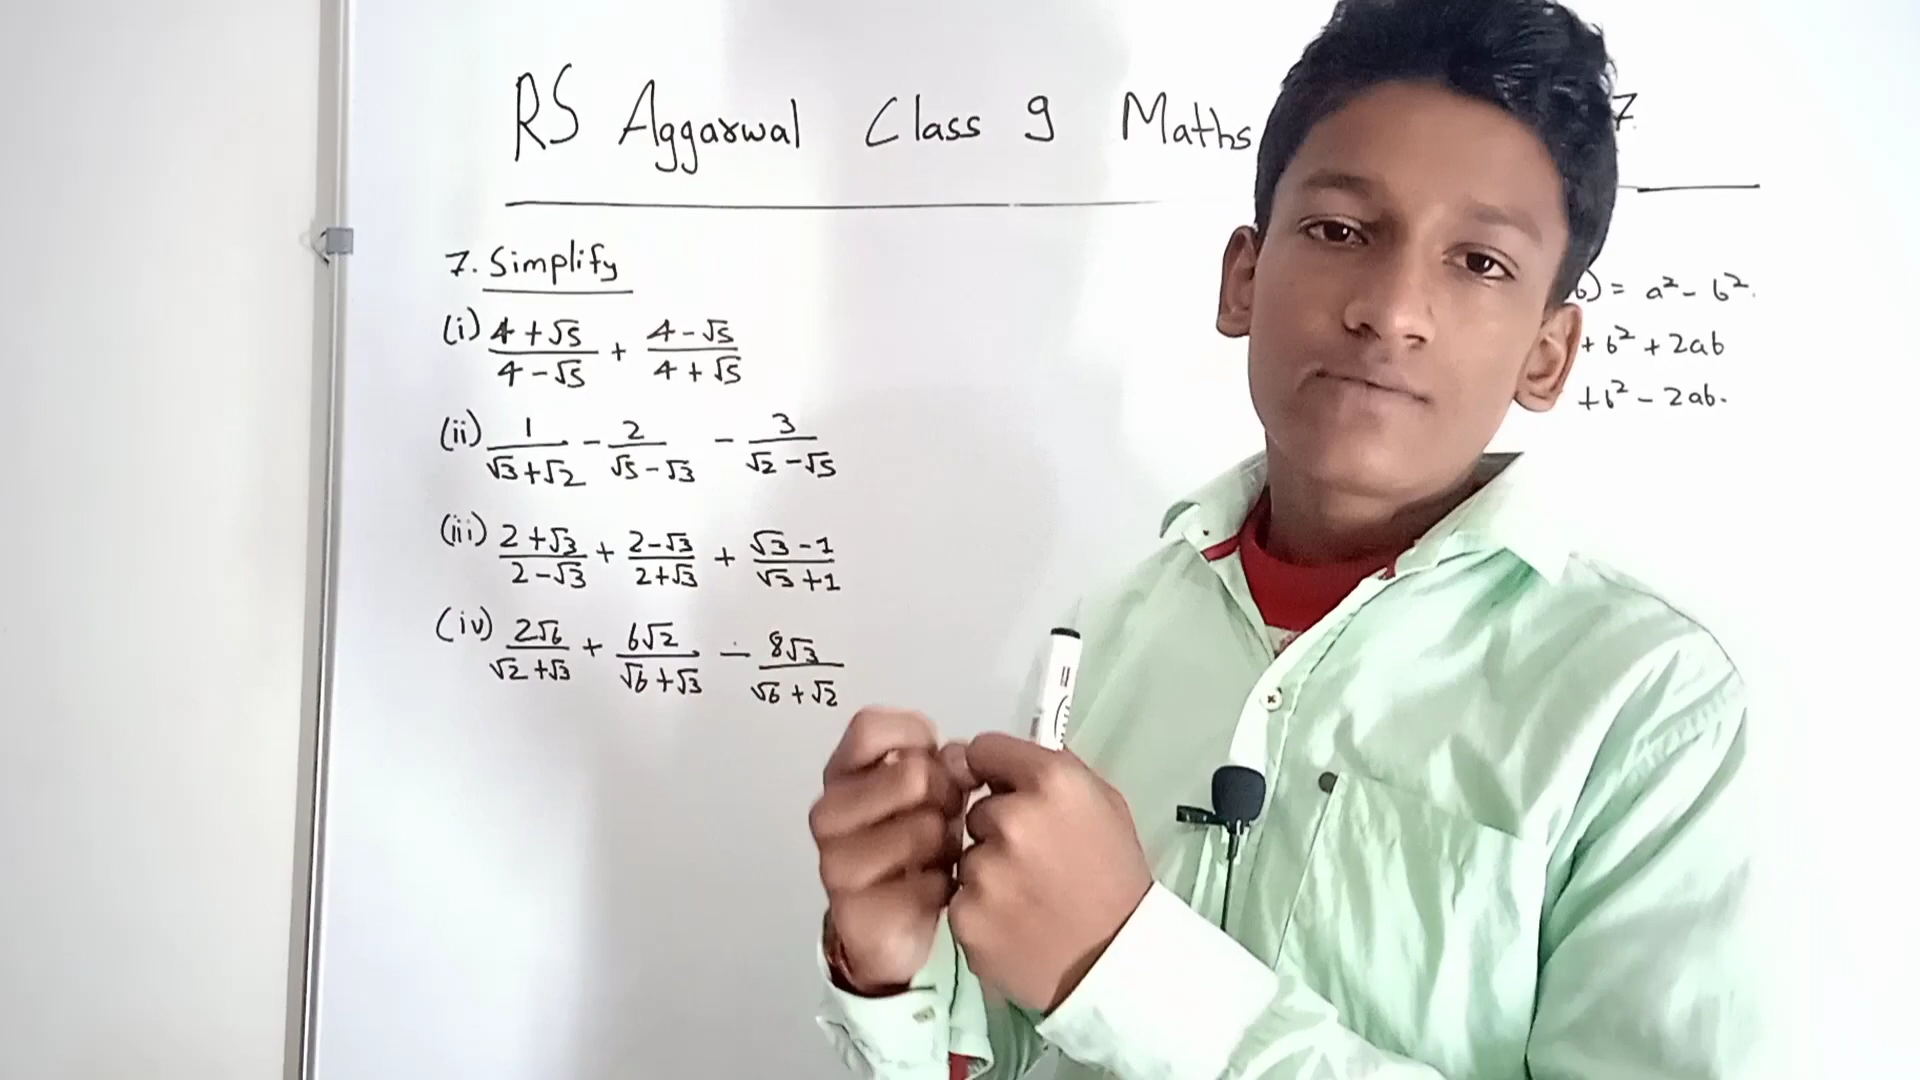 RS Aggarwal Class 9 Maths 7.
7. Simplify
(i) 4+√5/4-√5 + 4-√5/4+√5
(ii) 1/√3+√2 - 2/√5-√3 - 3/√2-√5
(iii) 2+√3/2-√3 + 2-√3/2+√3 + √3-1/√3+1
(iv) 2√6/√2+√3 + 6√2/√6+√3 - 8√3/√6+√2
b) = a²-b².
+ b² + 2ab
+ b² - 2ab.